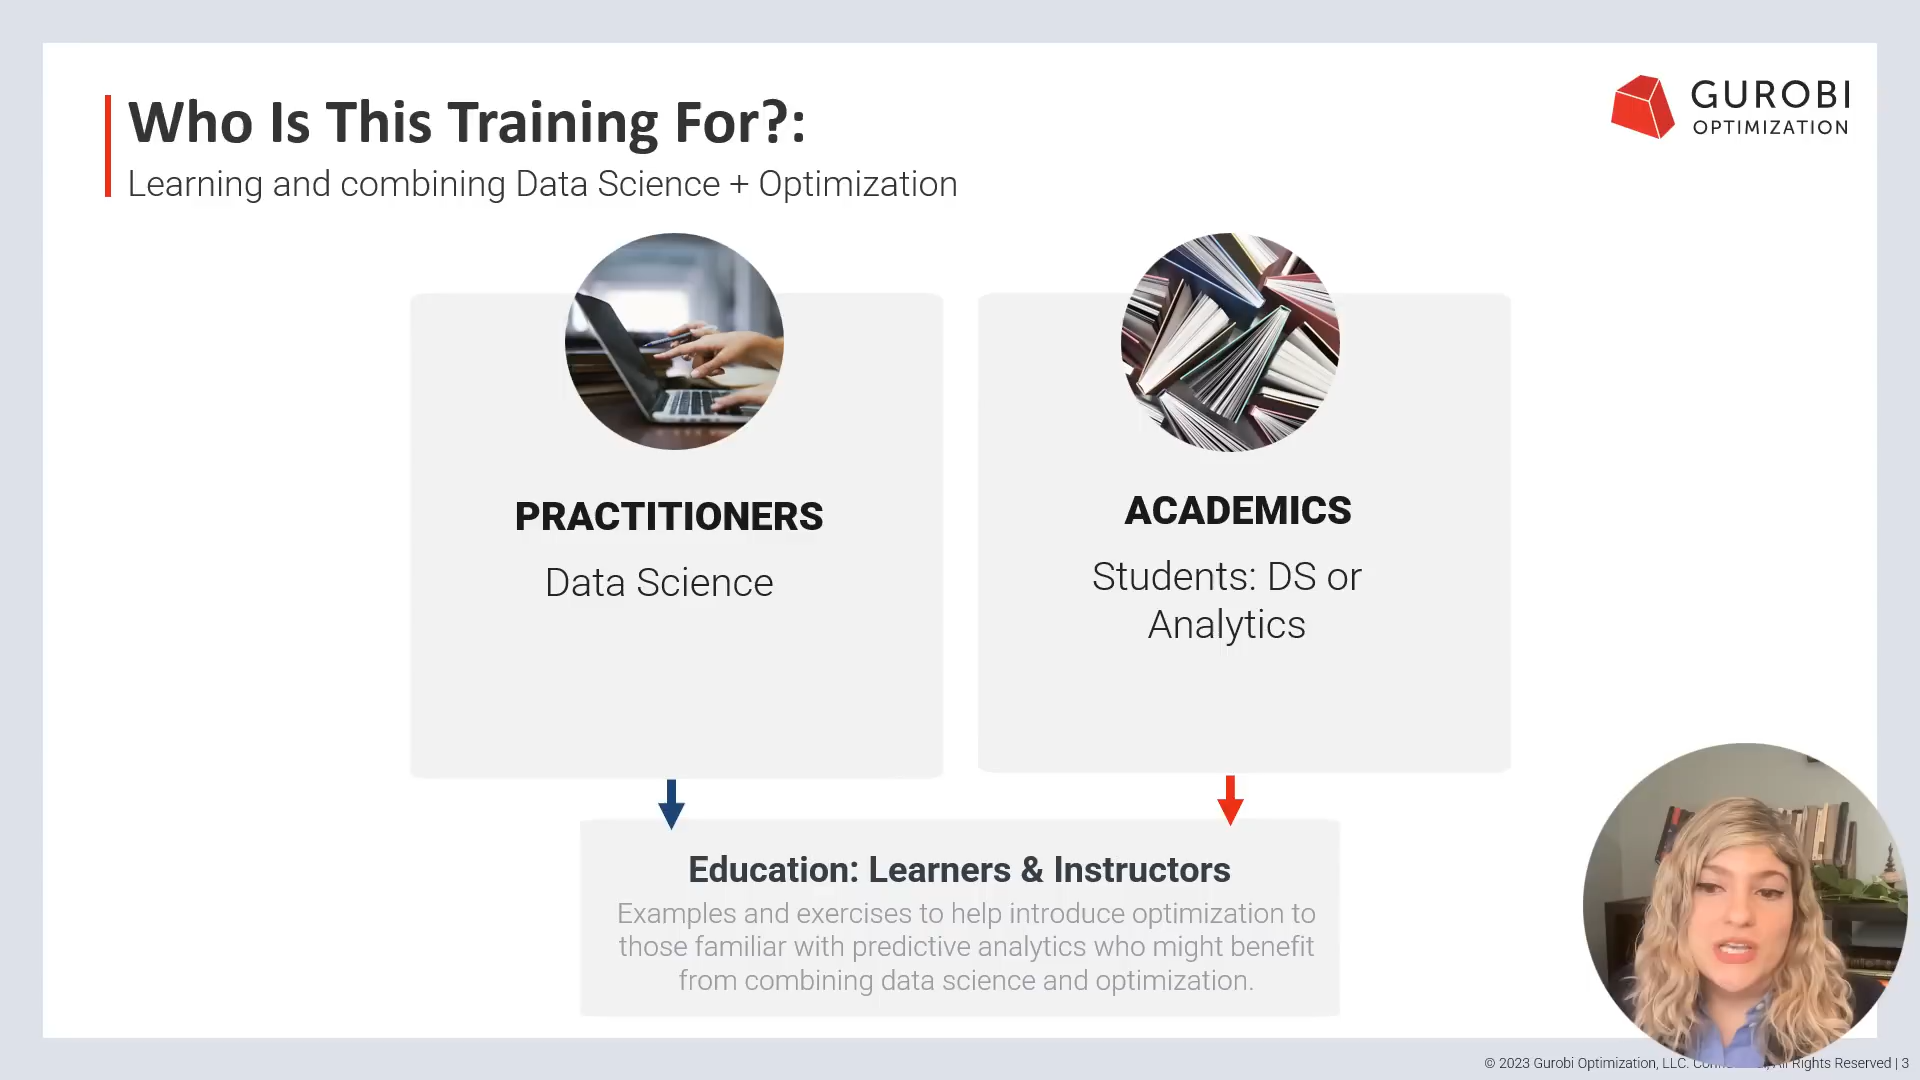 Who Is This Training For?:
Learning and combining Data Science + Optimization
GUROBI
OPTIMIZATION
PRACTITIONERS
Data Science
ACADEMICS
Students: DS or
Analytics
Education: Learners & Instructors
Examples and exercises to help introduce optimization to
those familiar with predictive analytics who might benefit
from combining data science and optimization.
© 2023 Gurobi Optimization, LLC. Rights Reserved | 3